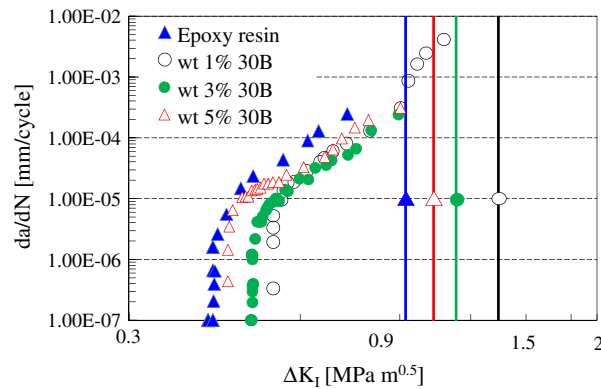 1.00E-02
1.00E-03
1.00E-04
1.00E-05
1.00E-06
1.00E-07
da/dN [mm/cycle]
Epoxy resin
wt 1% 30B
wt 3% 30B
wt 5% 30B
0.3 0.9 1.5 2
ΔK_I [MPa m^0.5]